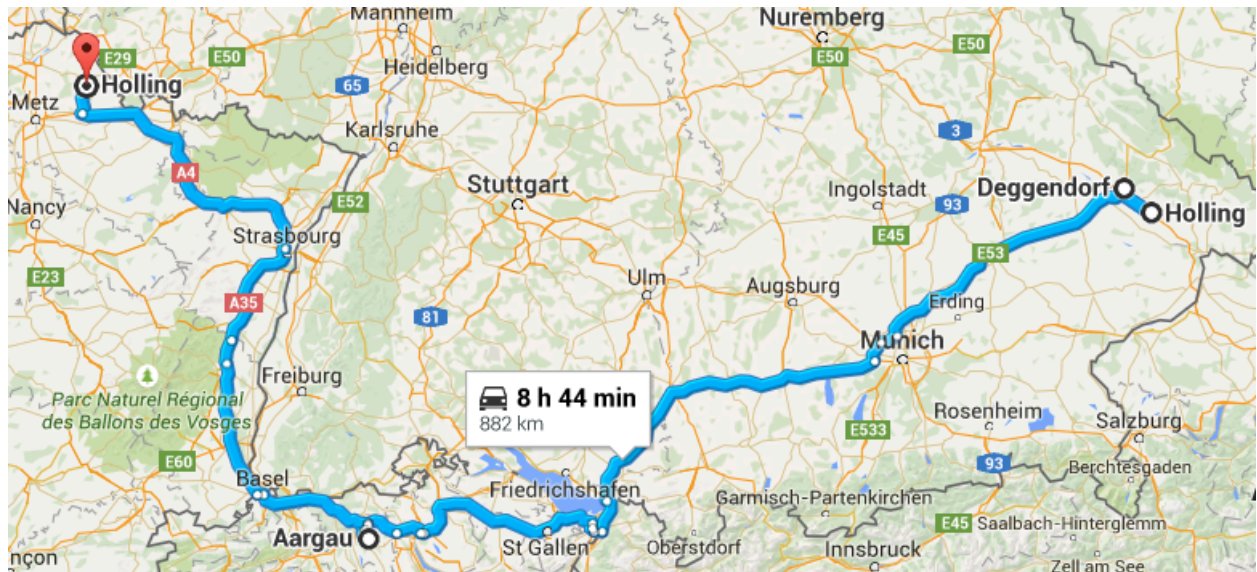 Mannheim
Nuremberg
E29
E50
E50
E50
Holling
Heidelberg
65
Metz
Karlsruhe
3
A4
Stuttgart
Ingolstadt
Deggendorf
93
E52
Holling
Nancy
Strasbourg
E45
E53
E23
Ulm
A35
Augsburg
Erding
81
Munich
Freiburg
8 h 44 min
882 km
Parc Naturel Régional
des Ballons des Vosges
Rosenheim
Salzburg
E533
E60
93
Berchtesgaden
Basel
Friedrichshafen
Garmisch-Partenkirchen
E45
Saalbach-Hinterglemm
Aargau
St Gallen
Oberstdorf
Innsbruck
Zell am See
nçon